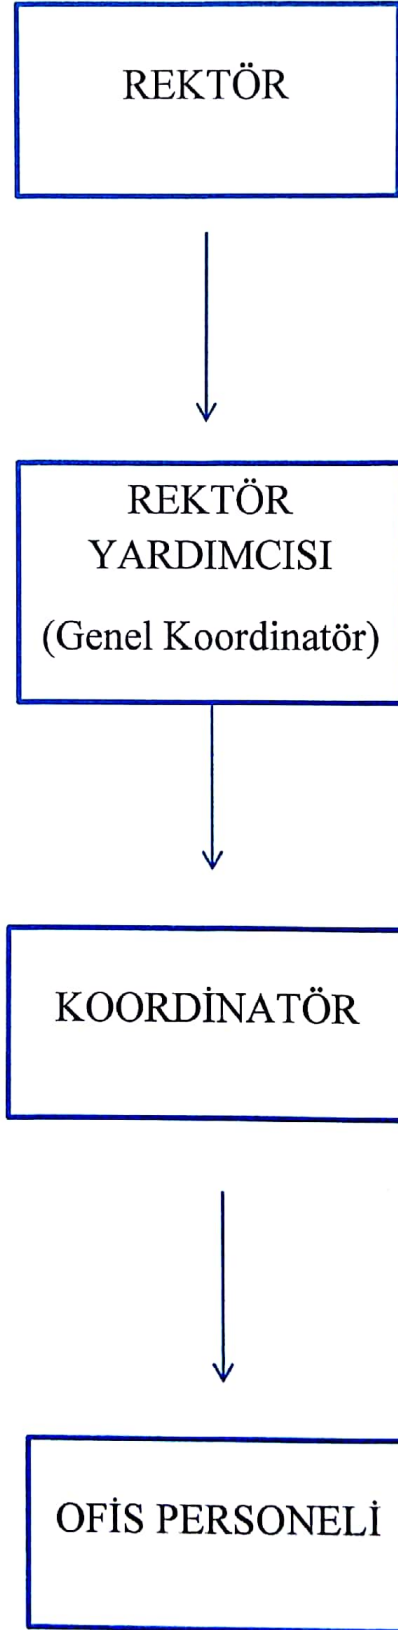 REKTÖR
REKTÖR
YARDIMCISI
(Genel Koordinatör)
KOORDİNATÖR
OFİS PERSONELİ